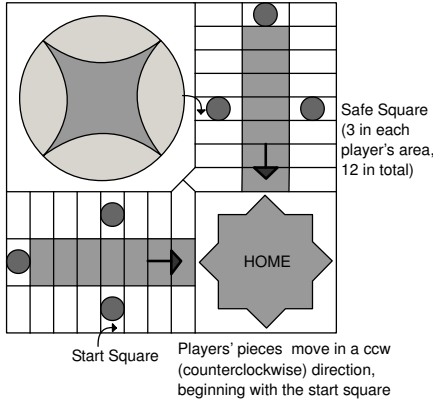 Safe Square
(3 in each
player's area,
12 in total)
HOME
Start Square
Players' pieces move in a ccw
(counterclockwise) direction,
beginning with the start square